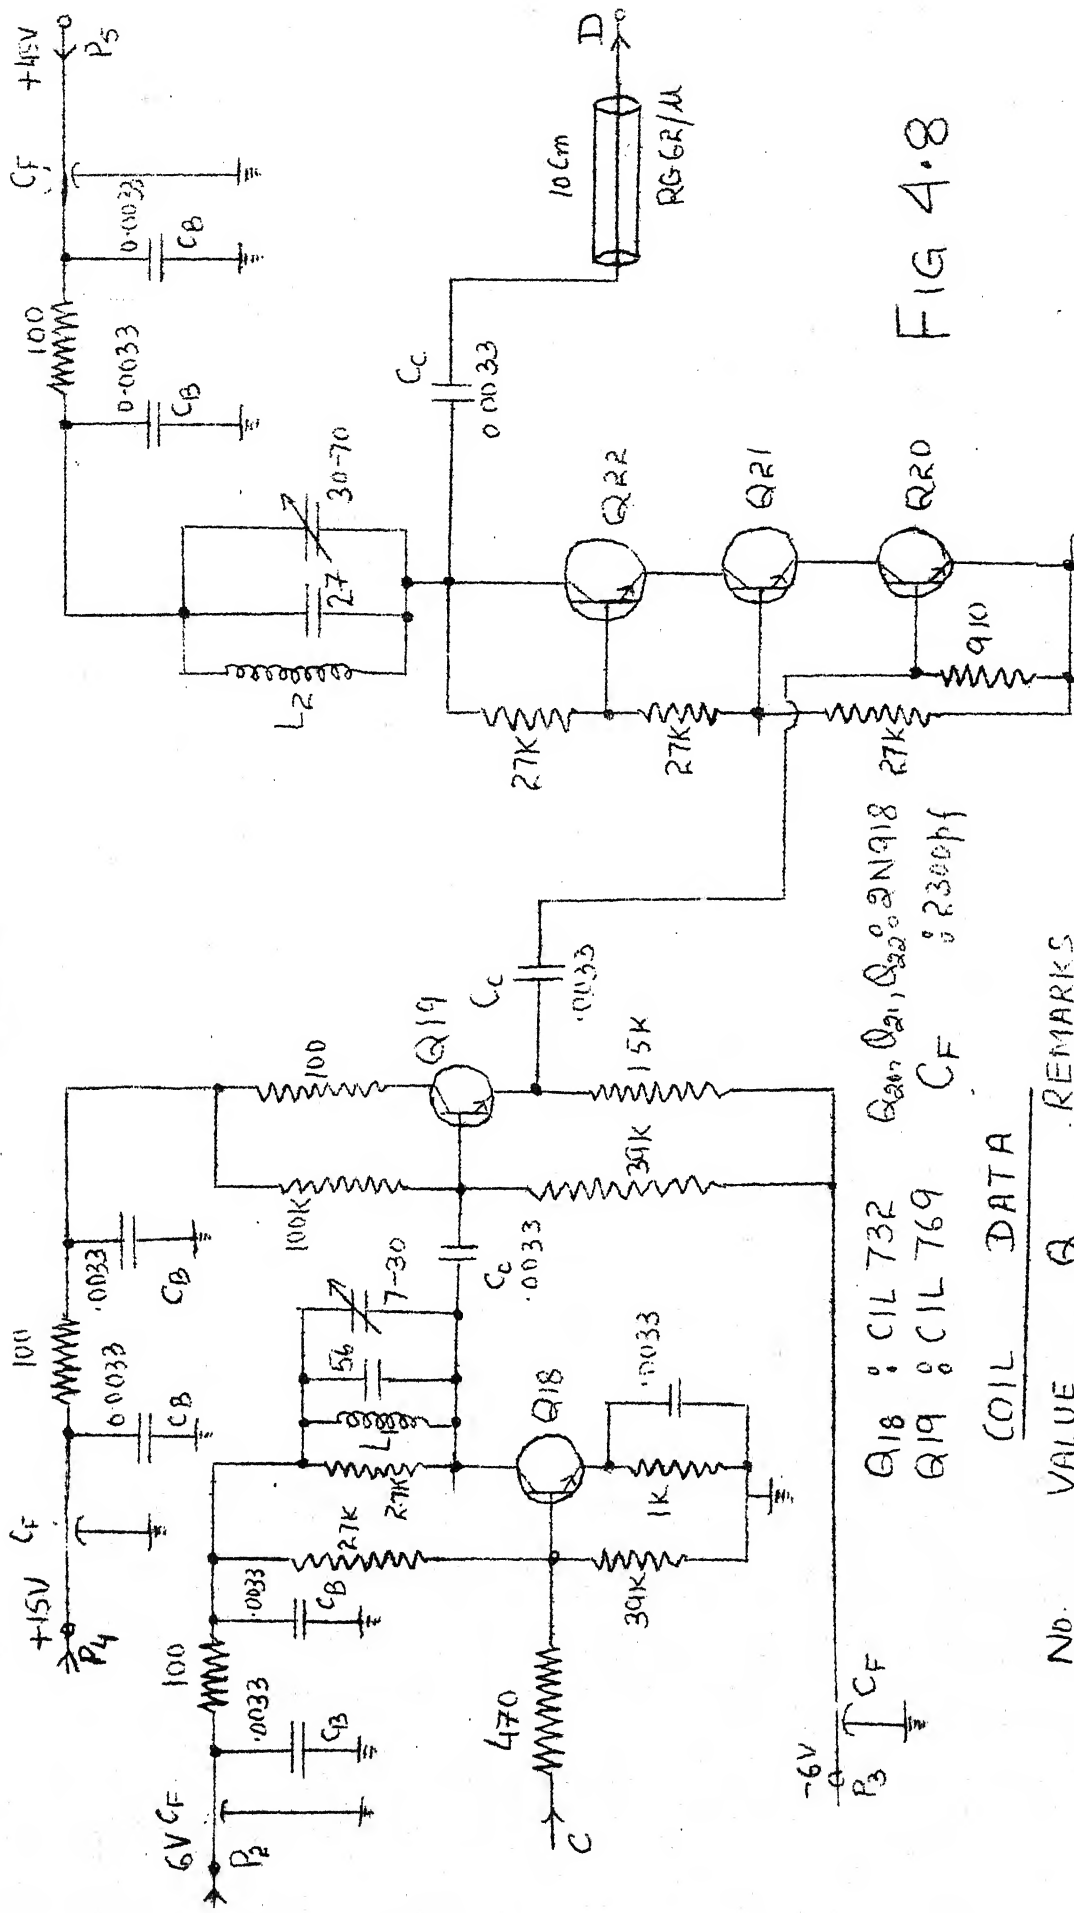 +15V
P4
CF
0.0033
CB
100
.0033
CB
6V CF
P2
.0033
CB
100
.0033
CB
27K
2.7K
L1
56
7-30
CC
.0033
100K
39K
100
Q19
15K
CC
.0033
470
C
Q18
39K
1K
.0033
-6V
P3
CF
+45V
P5
CF
0.0033
CB
100
0.0033
CB
L2
27
30-70
CC
0.0033
10 Cm
RG62/U
D
Q22
Q21
Q20
27K
27K
27K
910
FIG 4.8
Q18 : CIL 732 Q20, Q21, Q22 : 2N918
Q19 : CIL 769 CF : 2300pf
COIL DATA
NO. VALUE Q REMARKS